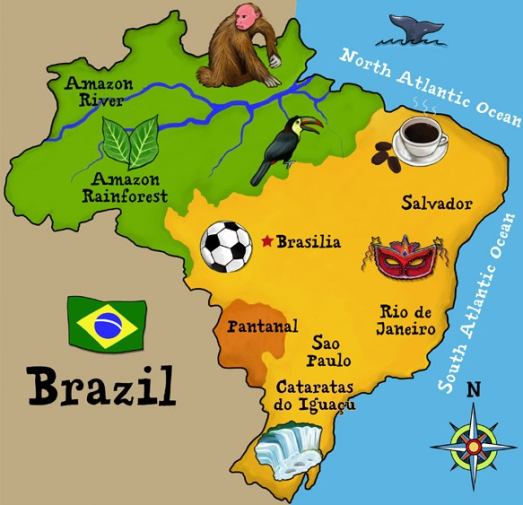 North Atlantic Ocean
Amazon
River
Amazon
Rainforest
Salvador
Brasilia
South Atlantic Ocean
Rio de
Janeiro
Pantanal
Sao
Paulo
Brazil
Cataratas
do Iguaçu
N